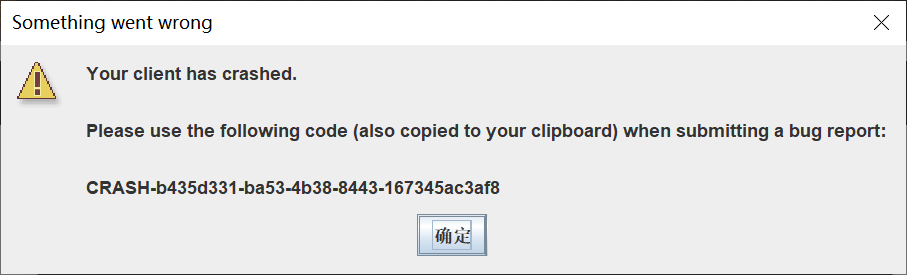 Something went wrong
Your client has crashed.
Please use the following code (also copied to your clipboard) when submitting a bug report:
CRASH-b435d331-ba53-4b38-8443-167345ac3af8
确定